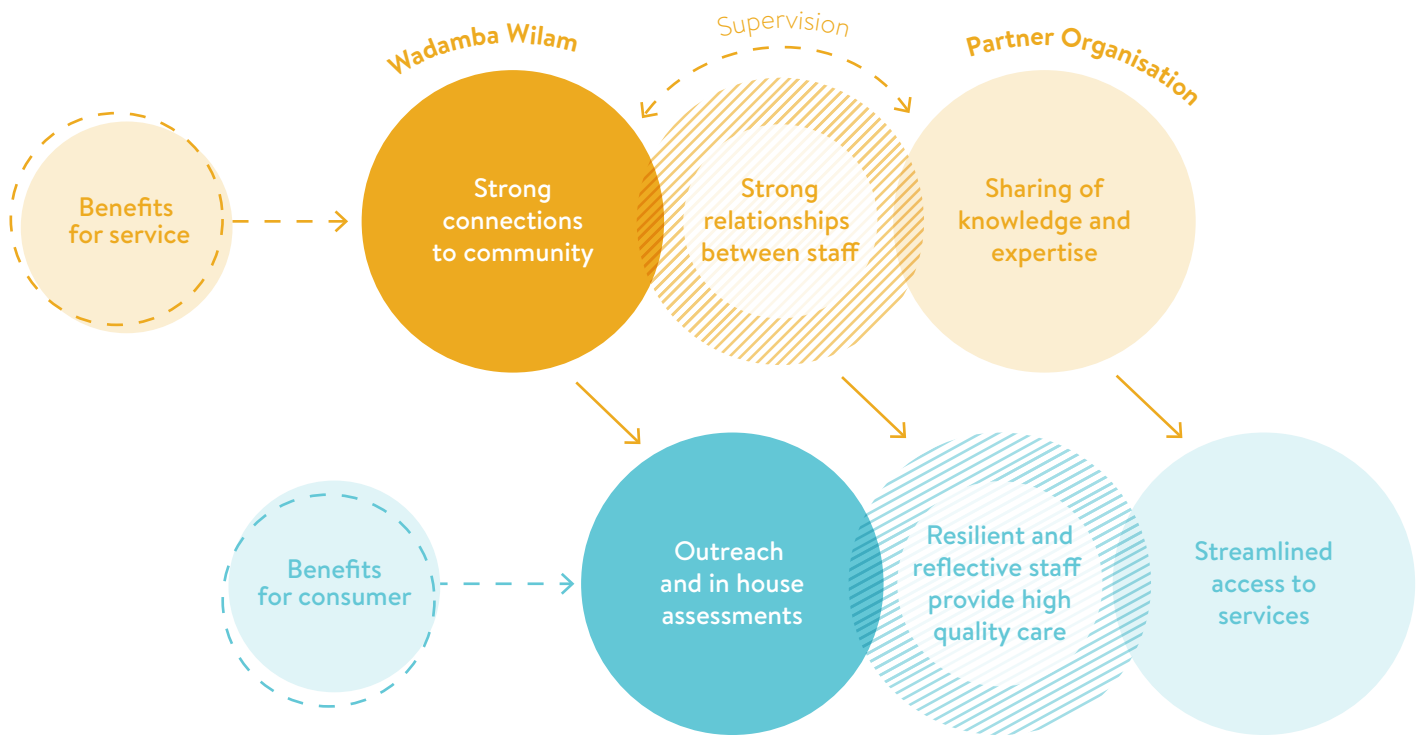 Wadamba Wilam
Supervision
Partner Organisation
Benefits
for service
Strong
connections
to community
Strong
relationships
between staff
Sharing of
knowledge and
expertise
Benefits
for consumer
Outreach
and in house
assessments
Resilient and
reflective staff
provide high
quality care
Streamlined
access to
services